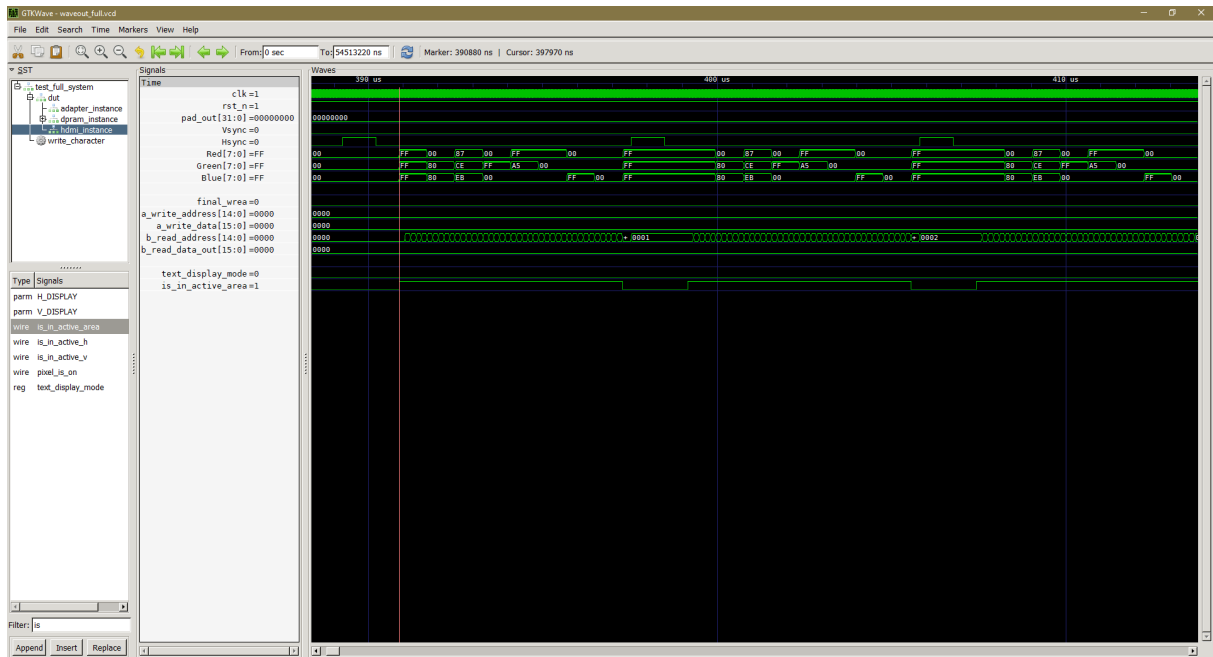 GTKWave - waveout_full.vcd
File Edit Search Time Markers View Help
From: 0 sec To: 54513220 ns Marker: 390880 ns | Cursor: 397970 ns
SST
test_full_system
dut
adapter_instance
dpram_instance
hdmi_instance
write_character
Type Signals
parm H_DISPLAY
parm V_DISPLAY
wire is_in_active_area
wire is_in_active_h
wire is_in_active_v
wire pixel_is_on
reg text_display_mode
Filter: is
Append Insert Replace
Signals
Time
clk=1
rst_n=1
pad_out[31:0]=00000000
Vsync=0
Hsync=0
Red[7:0]=FF
Green[7:0]=FF
Blue[7:0]=FF
final_wrea=0
a_write_address[14:0]=0000
a_write_data[15:0]=0000
b_read_address[14:0]=0000
b_read_data_out[15:0]=0000
text_display_mode=0
is_in_active_area=1
Waves
390 us 400 us 410 us
00000000
00 FF 00 87 00 FF 00 FF 00 87 00 FF 00 FF 00 87 00 FF 00
00 FF 80 CE FF A5 00 FF 80 CE FF A5 00 FF 80 CE FF A5 00
00 FF 80 EB 00 FF 00 FF 80 EB 00 FF 00 FF 80 EB 00 FF 00
0000
0000
0000 + 0001 + 0002
0000